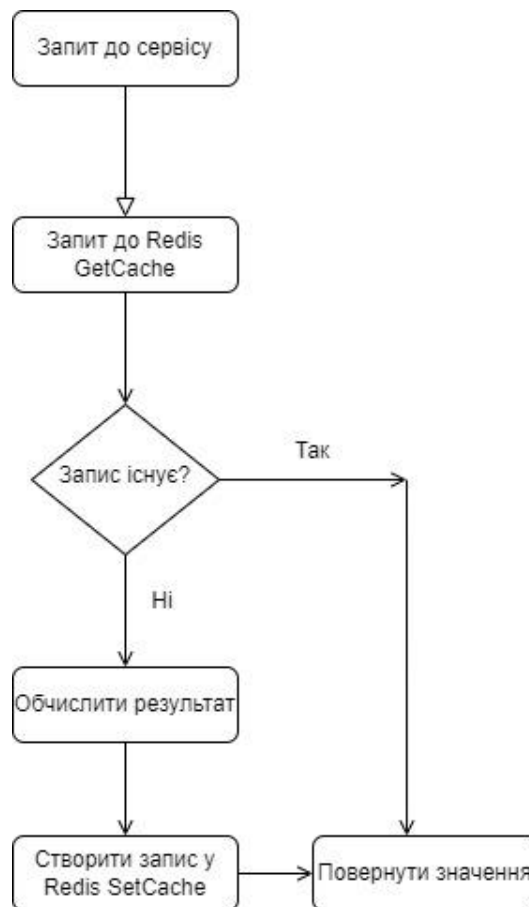 Запит до сервісу
Запит до Redis
GetCache
Запис існує?
Так
Ні
Обчислити результат
Створити запис у
Redis SetCache
Повернути значення